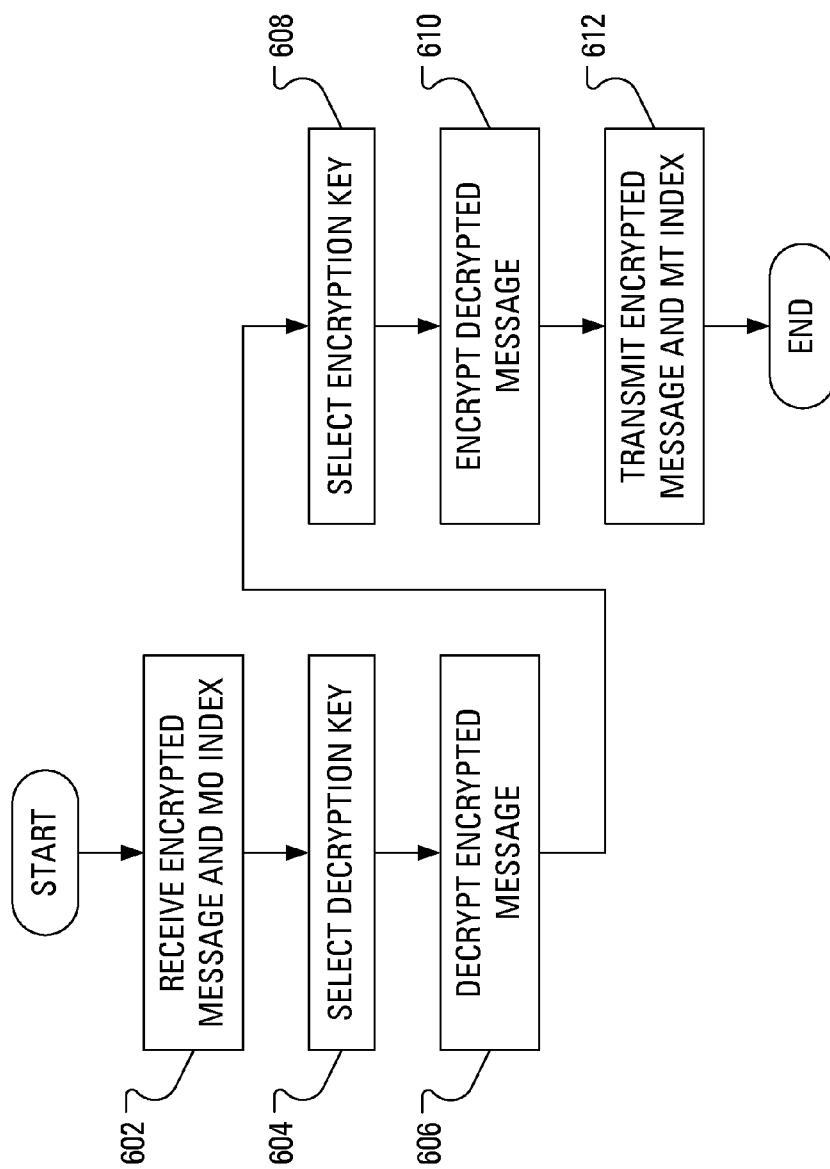 START
602
RECEIVE ENCRYPTED
MESSAGE AND MO INDEX
604
SELECT DECRYPTION KEY
606
DECRYPT ENCRYPTED
MESSAGE
608
SELECT ENCRYPTION KEY
610
ENCRYPT DECRYPTED
MESSAGE
612
TRANSMIT ENCRYPTED
MESSAGE AND MT INDEX
END